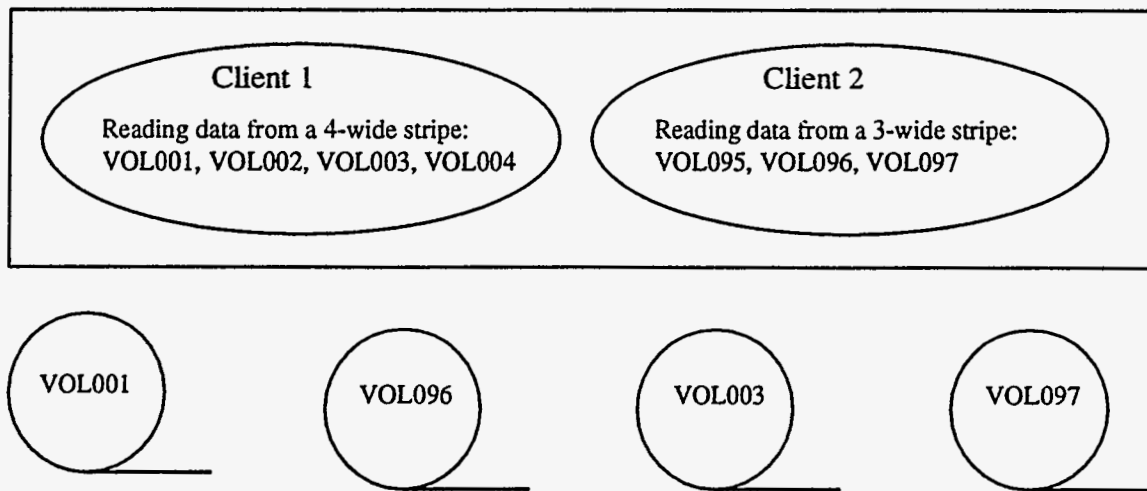 Client 1
Reading data from a 4-wide stripe:
VOL001, VOL002, VOL003, VOL004
Client 2
Reading data from a 3-wide stripe:
VOL095, VOL096, VOL097
VOL001
VOL096
VOL003
VOL097